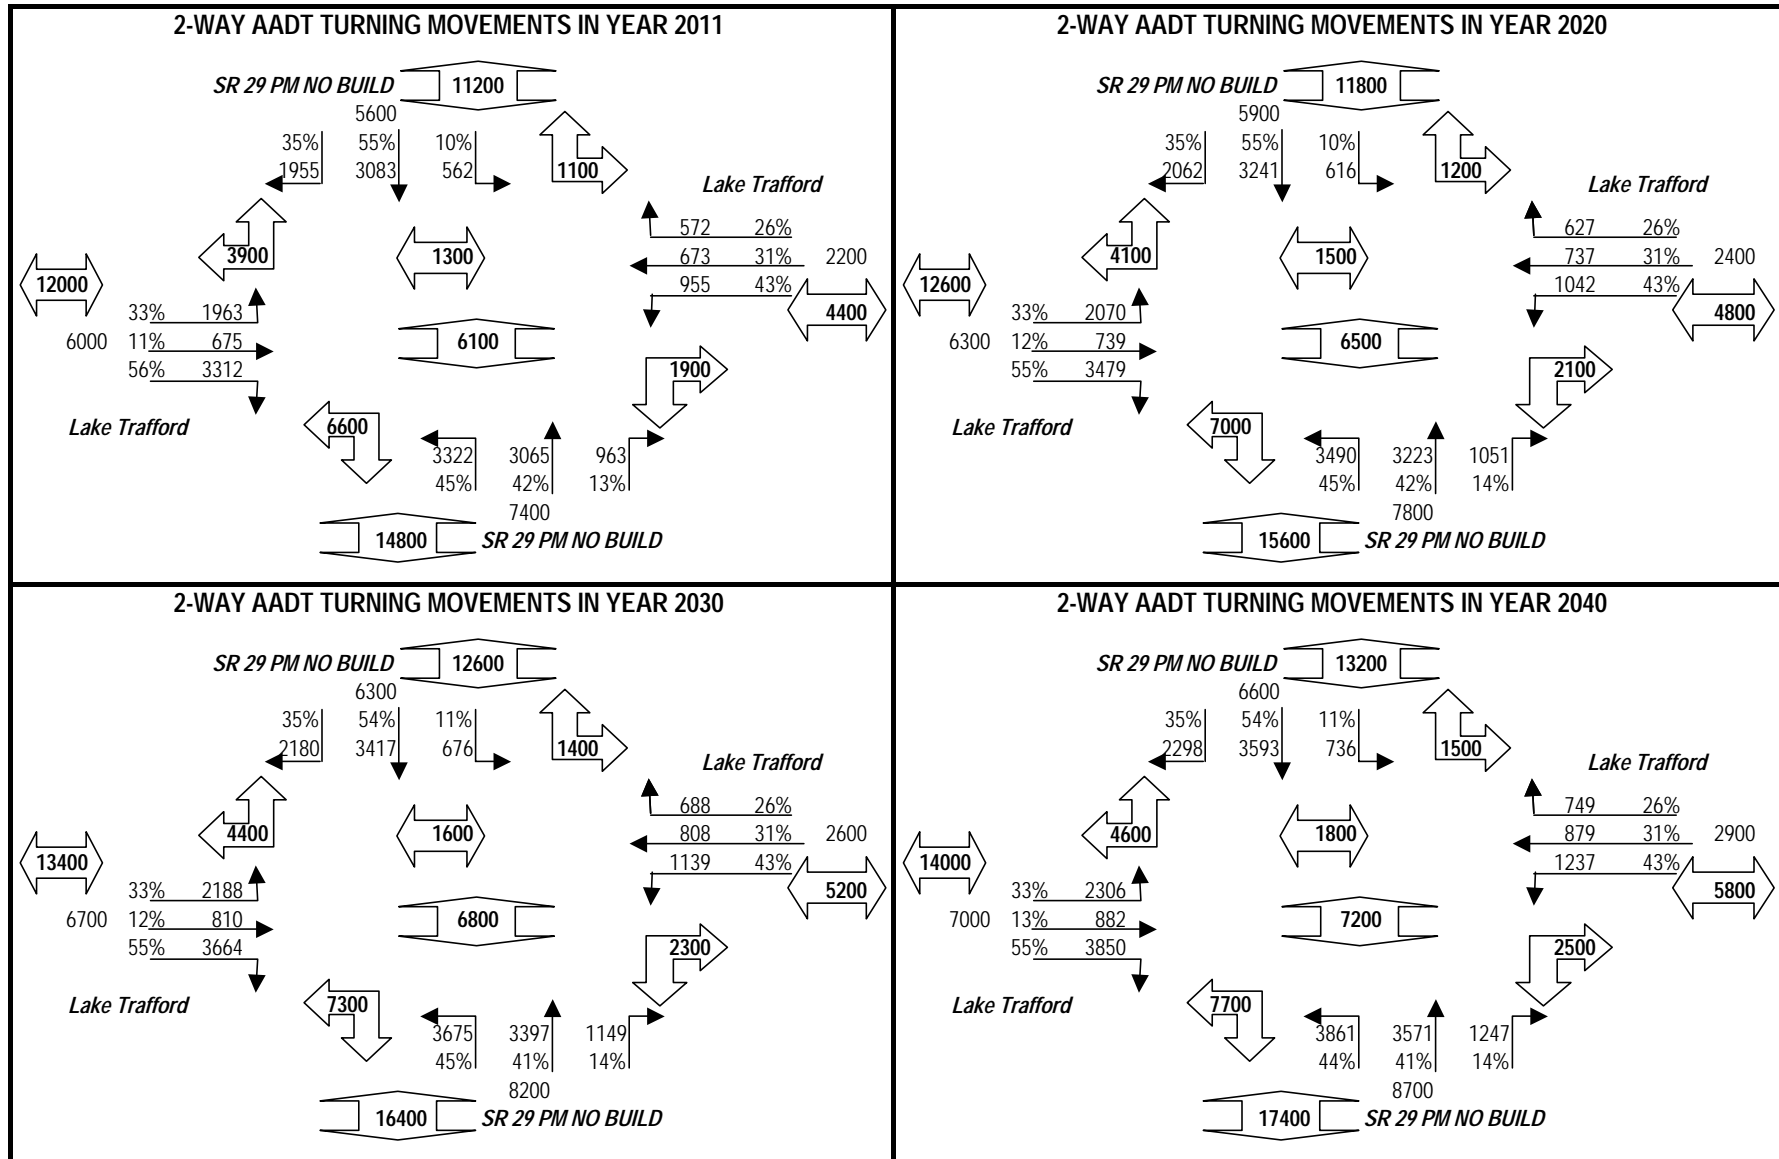 2-WAY AADT TURNING MOVEMENTS IN YEAR 2011
SR 29 PM NO BUILD 11200
5600
35% 55% 10%
1955 3083 562 1100
Lake Trafford
572 26%
3900 1300 673 31% 2200
12000 955 43%
4400
33% 1963
6000 11% 675 6100
56% 3312 1900
Lake Trafford 6600
3322 3065 963
45% 42% 13%
7400
14800 SR 29 PM NO BUILD
2-WAY AADT TURNING MOVEMENTS IN YEAR 2020
SR 29 PM NO BUILD 11800
5900
35% 55% 10%
2062 3241 616 1200
Lake Trafford
627 26%
4100 1500 737 31% 2400
12600 1042 43%
4800
33% 2070
6300 12% 739 6500
55% 3479 2100
Lake Trafford 7000
3490 3223 1051
45% 42% 14%
7800
15600 SR 29 PM NO BUILD
2-WAY AADT TURNING MOVEMENTS IN YEAR 2030
SR 29 PM NO BUILD 12600
6300
35% 54% 11%
2180 3417 676 1400
Lake Trafford
688 26%
4400 1600 808 31% 2600
13400 1139 43%
5200
33% 2188
6700 12% 810 6800
55% 3664 2300
Lake Trafford 7300
3675 3397 1149
45% 41% 14%
8200
16400 SR 29 PM NO BUILD
2-WAY AADT TURNING MOVEMENTS IN YEAR 2040
SR 29 PM NO BUILD 13200
6600
35% 54% 11%
2298 3593 736 1500
Lake Trafford
749 26%
4600 1800 879 31% 2900
14000 1237 43%
5800
33% 2306
7000 13% 882 7200
55% 3850 2500
Lake Trafford 7700
3861 3571 1247
44% 41% 14%
8700
17400 SR 29 PM NO BUILD